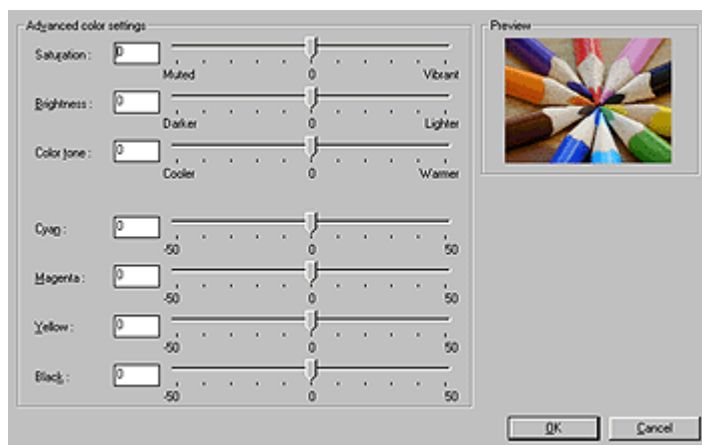 Advanced color settings
Saturation : 0
Muted 0 Vibrant
Brightness : 0
Darker 0 Lighter
Color tone : 0
Cooler 0 Warmer
Cyan : 0
-50 0 50
Magenta : 0
-50 0 50
Yellow : 0
-50 0 50
Black : 0
-50 0 50
Preview
OK Cancel